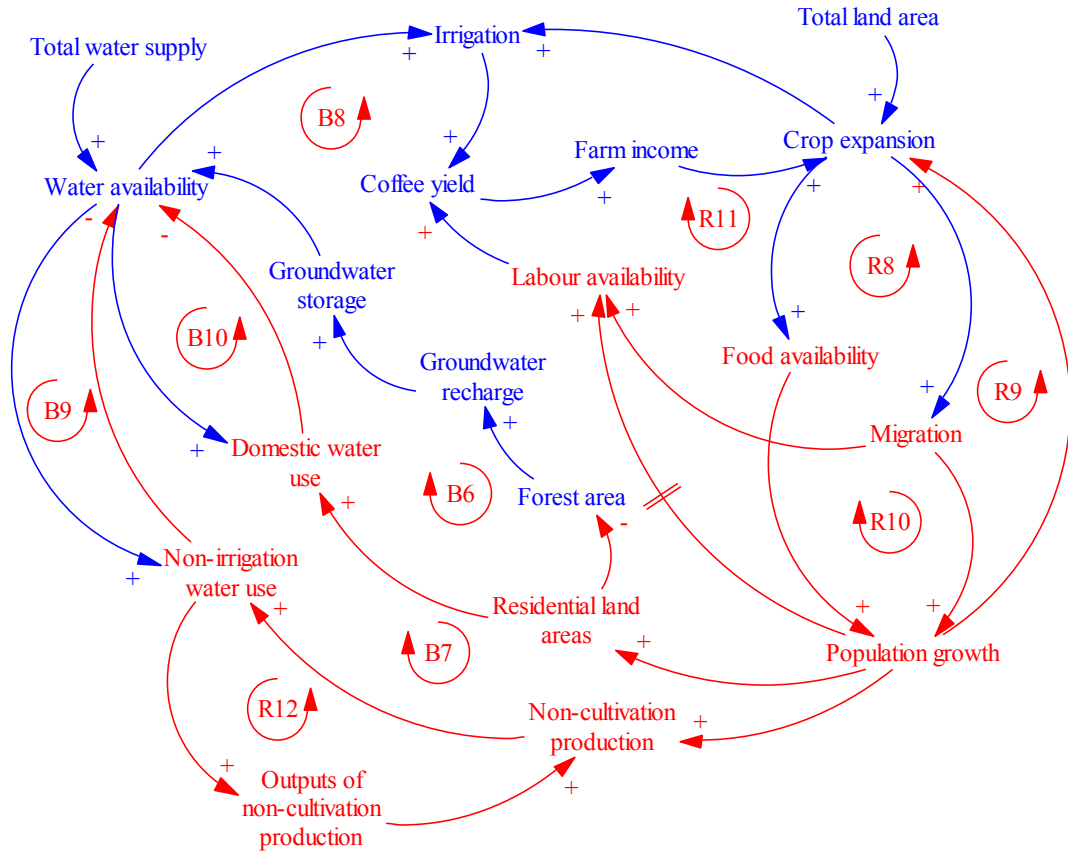 Total land area
Total water supply
Irrigation
+
+
+
B8
+
+
+
Crop expansion
Farm income
Water availability
Coffee yield
+
+
+
+
-
-
R11
Labour availability
Groundwater
storage
R8
+
+
+
B10
+
Food availability
Groundwater
recharge
+
B9
R9
+
Migration
Domestic water
use
+
B6
Forest area
+
-
R10
Non-irrigation
water use
+
+
Residential land
areas
+
+
+
Population growth
B7
R12
Non-cultivation
production
+
+
Outputs of
non-cultivation
production
+